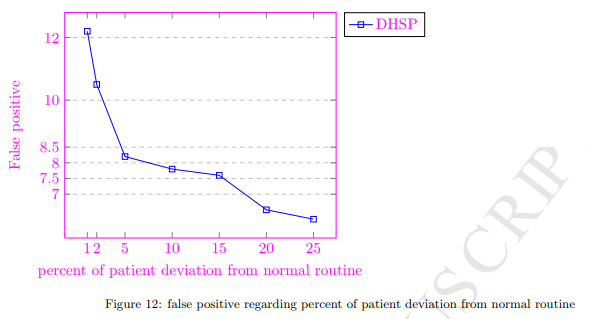 DHSP
12
10
8.5
8
7.5
7
False positive
1 2 5 10 15 20 25
percent of patient deviation from normal routine
Figure 12: false positive regarding percent of patient deviation from normal routine
USCRIP